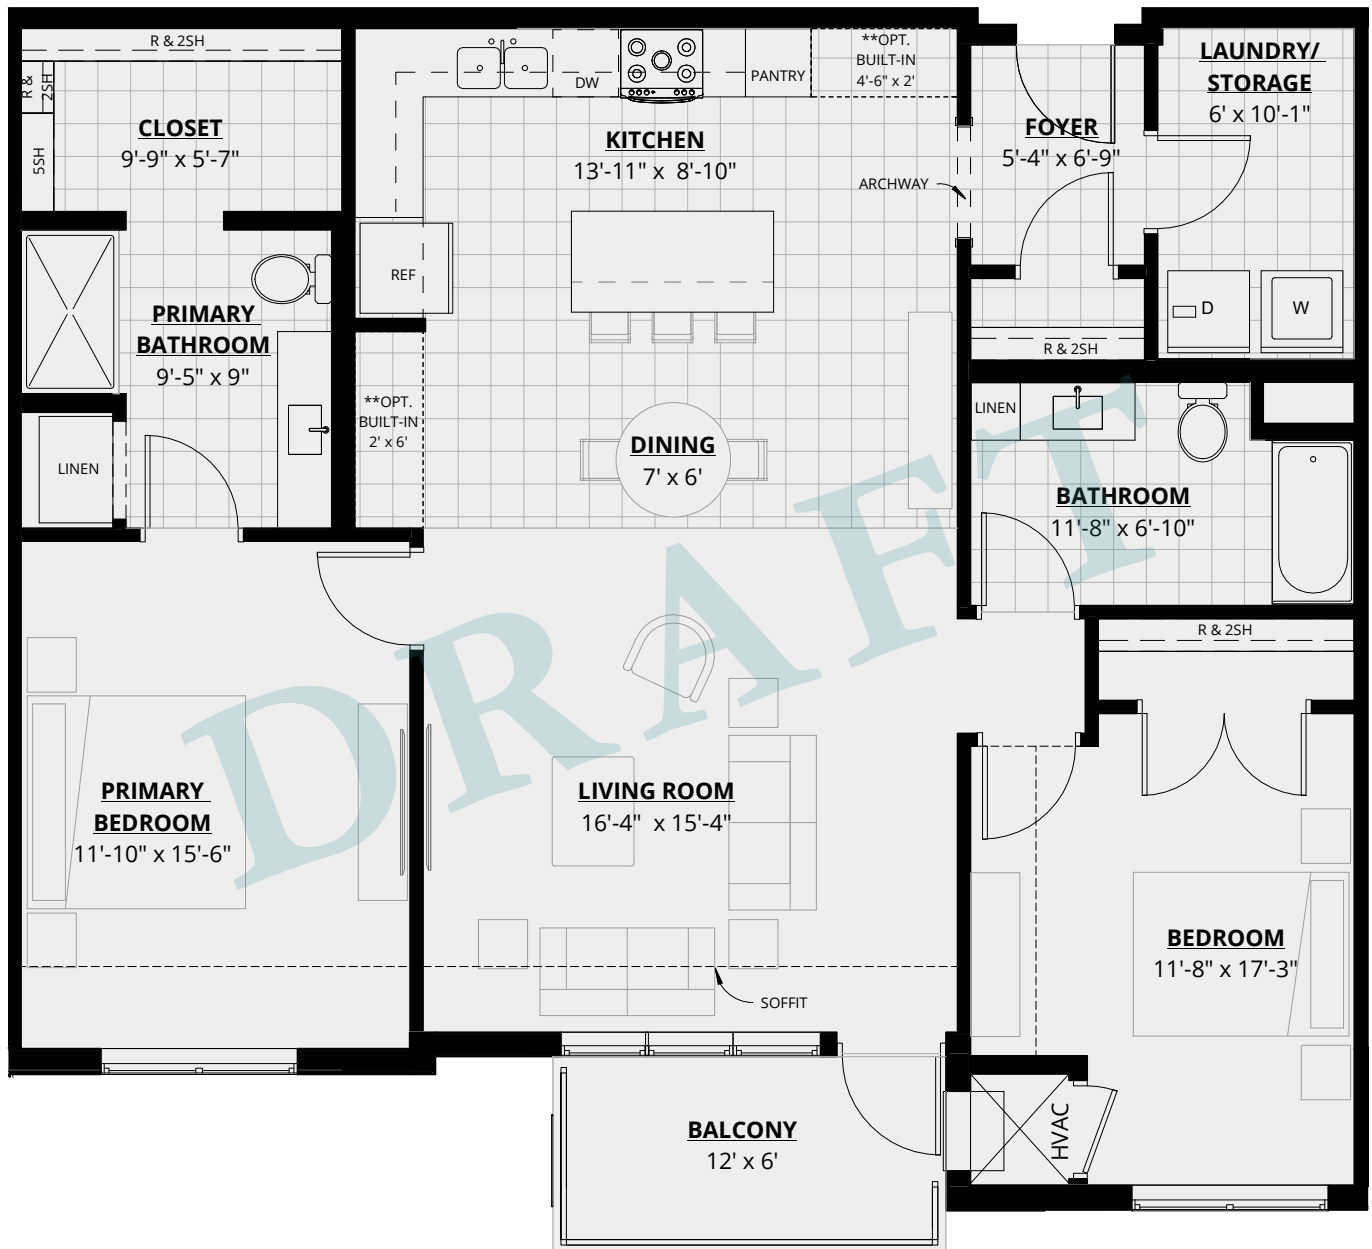 R & 2SH
R &
2SH
5SH
CLOSET
9'-9" x 5'-7"
DW
PANTRY
**OPT.
BUILT-IN
4'-6" x 2'
KITCHEN
13'-11" x 8'-10"
ARCHWAY
FOYER
5'-4" x 6'-9"
LAUNDRY/
STORAGE
6' x 10'-1"
REF
D
W
R & 2SH
PRIMARY
BATHROOM
9'-5" x 9"
LINEN
**OPT.
BUILT-IN
2' x 6'
DINING
7' x 6'
LINEN
BATHROOM
11'-8" x 6'-10"
R & 2SH
DRAFT
PRIMARY
BEDROOM
11'-10" x 15'-6"
LIVING ROOM
16'-4" x 15'-4"
BEDROOM
11'-8" x 17'-3"
SOFFIT
BALCONY
12' x 6'
HVAC